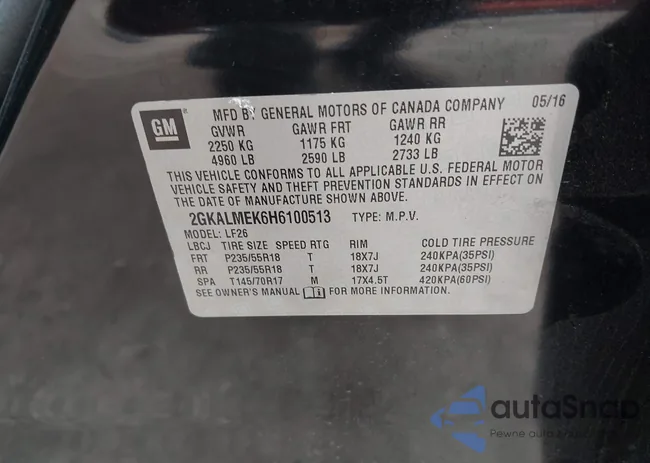 GM
MFD BY GENERAL MOTORS OF CANADA COMPANY 05/16
GVWR GAWR FRT GAWR RR
2250 KG 1175 KG 1240 KG
4960 LB 2590 LB 2733 LB
THIS VEHICLE CONFORMS TO ALL APPLICABLE U.S. FEDERAL MOTOR
VEHICLE SAFETY AND THEFT PREVENTION STANDARDS IN EFFECT ON
THE DATE OF MANUFACTURE SHOWN ABOVE.
2GKALMEK6H6100513 TYPE: M.P.V.
MODEL: LF26
LBCJ TIRE SIZE SPEED RTG RIM COLD TIRE PRESSURE
FRT P235/55R18 T 18X7J 240KPA(35PSI)
RR P235/55R18 T 18X7J 240KPA(35PSI)
SPA T145/70R17 M 17X4.5T 420KPA(60PSI)
SEE OWNER'S MANUAL FOR MORE INFORMATION.
autaSnap
Pewne auta